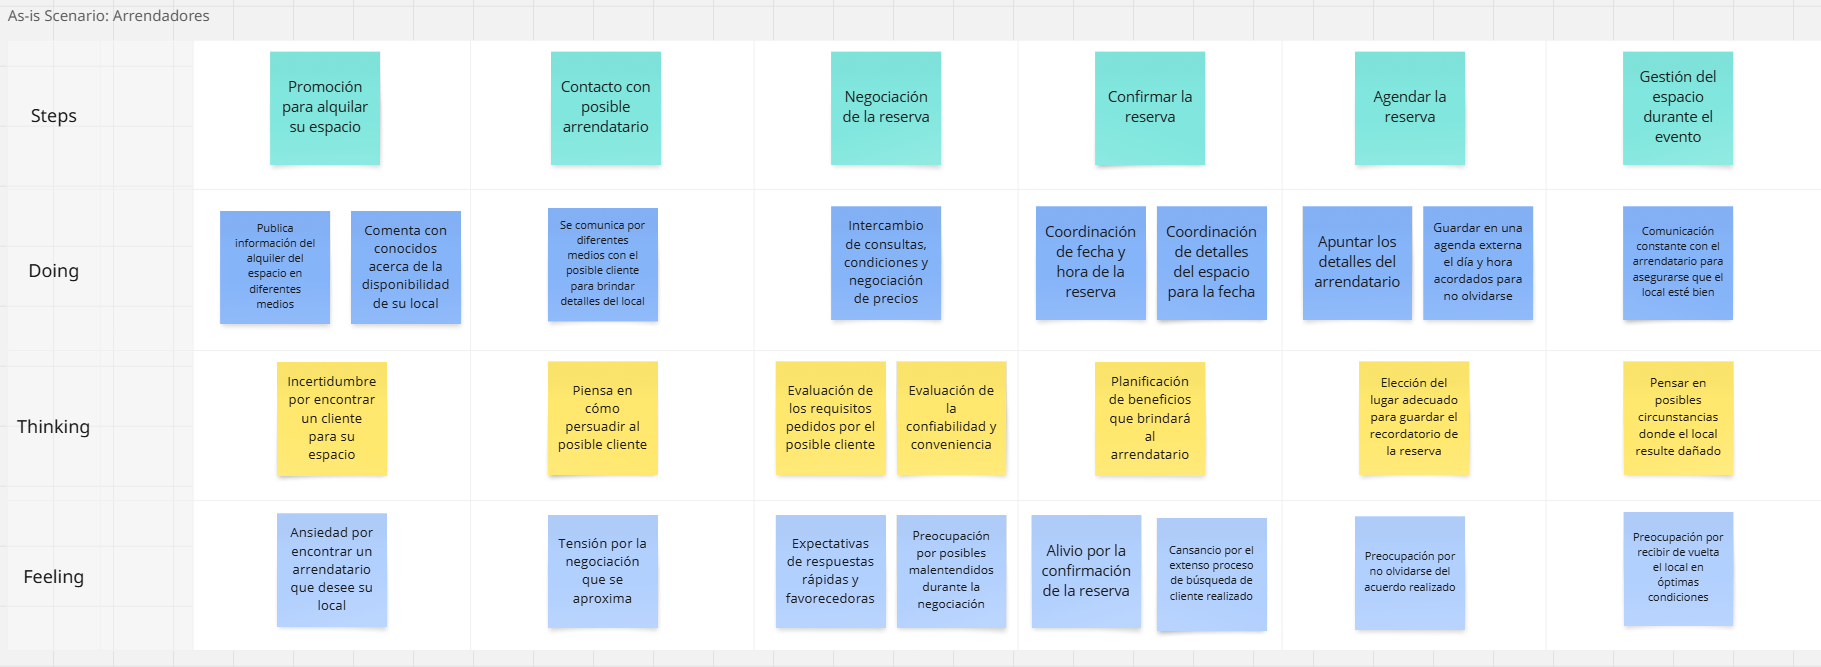 As-is Scenario: Arrendadores
Steps
Promoción
para alquilar
su espacio
Contacto con
posible
arrendatario
Negociación
de la reserva
Confirmar la
reserva
Agendar la
reserva
Gestión del
espacio
durante el
evento
Doing
Publica
información del
alquiler del
espacio en
diferentes
medios
Comenta con
conocidos
acerca de la
disponibilidad
de su local
Se comunica por
diferentes
medios con el
posible cliente
para brindar
detalles del local
Intercambio
de consultas,
condiciones y
negociación
de precios
Coordinación
de fecha y
hora de la
reserva
Coordinación
de detalles
del espacio
para la fecha
Apuntar los
detalles del
arrendatario
Guardar en una
agenda externa
el día y hora
acordados para
no olvidarse
Comunicación
constante con el
arrendatario para
asegurarse que el
local esté bien
Thinking
Incertidumbre
por encontrar
un cliente
para su
espacio
Piensa en
cómo
persuadir al
posible cliente
Evaluación de
los requisitos
pedidos por el
posible cliente
Evaluación de
la
confiabilidad y
conveniencia
Planificación
de beneficios
que brindará
al
arrendatario
Elección del
lugar adecuado
para guardar el
recordatorio de
la reserva
Pensar en
posibles
circunstancias
donde el local
resulte dañado
Feeling
Ansiedad por
encontrar un
arrendatario
que desee su
local
Tensión por la
negociación
que se
aproxima
Expectativas
de respuestas
rápidas y
favorecedoras
Preocupación
por posibles
malentendidos
durante la
negociación
Alivio por la
confirmación
de la reserva
Cansancio por el
extenso proceso
de búsqueda de
cliente realizado
Preocupación por
no olvidarse del
acuerdo realizado
Preocupación por
recibir de vuelta
el local en
óptimas
condiciones